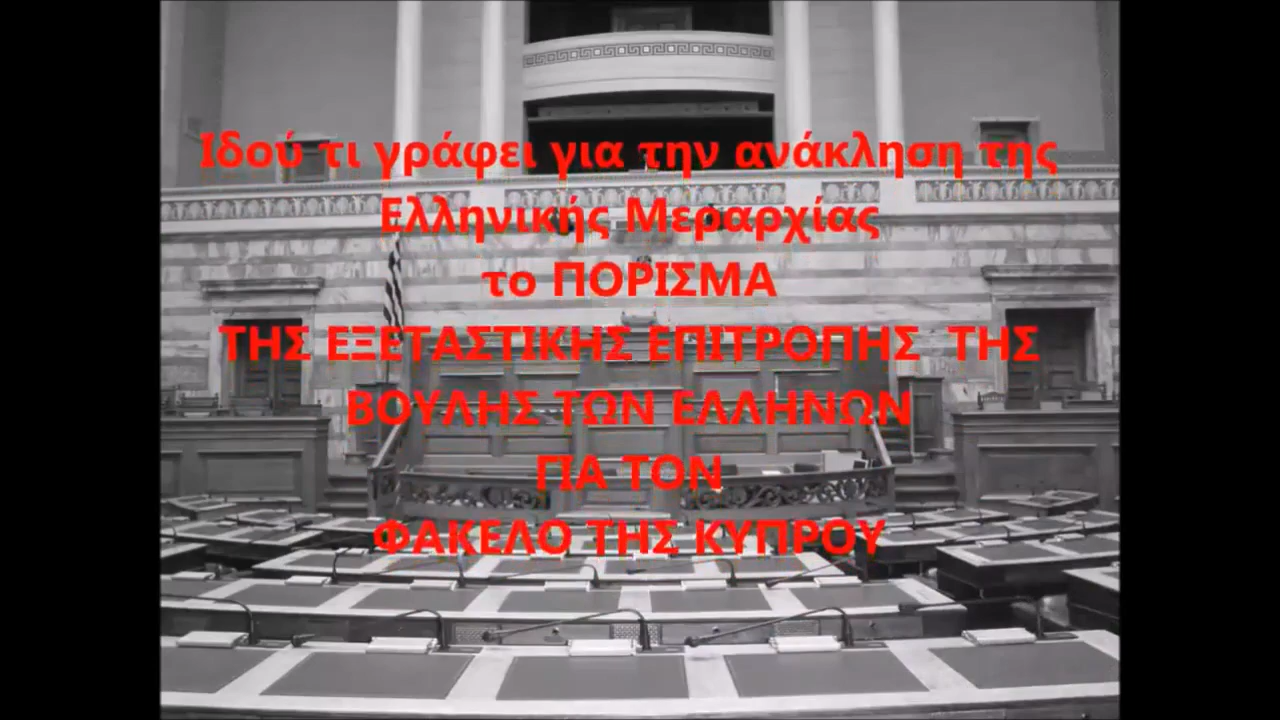 Ιδού τι γράφει για την ανάκληση της
Ελληνικής Μεραρχίας
το ΠΟΡΙΣΜΑ
ΤΗΣ ΕΞΕΤΑΣΤΙΚΗΣ ΕΠΙΤΡΟΠΗΣ ΤΗΣ
ΒΟΥΛΗΣ ΤΩΝ ΕΛΛΗΝΩΝ
ΓΙΑ ΤΟΝ
ΦΑΚΕΛΟ ΤΗΣ ΚΥΠΡΟΥ